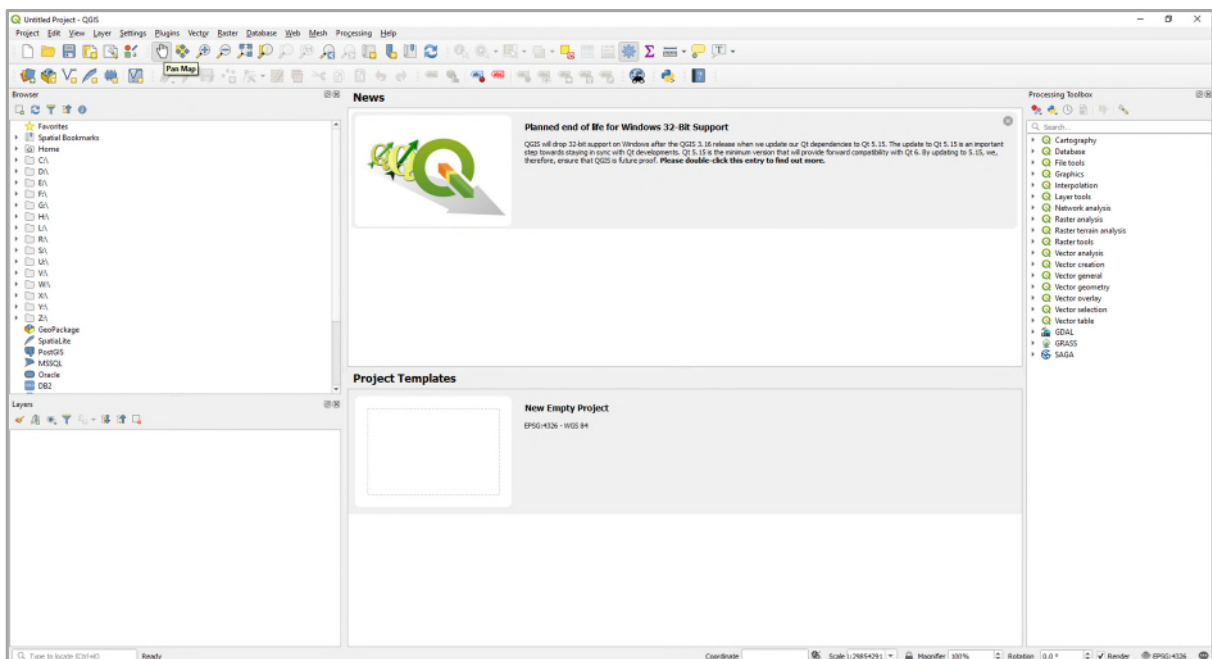 Untitled Project - QGIS
Project Edit View Layer Settings Plugins Vector Raster Database Web Mesh Processing Help
Pan Map
Browser
Favorites
Spatial Bookmarks
Home
C:\
D:\
E:\
F:\
G:\
H:\
L:\
R:\
S:\
U:\
V:\
W:\
X:\
Y:\
Z:\
GeoPackage
SpatiaLite
PostGIS
MSSQL
Oracle
DB2
Layers
News
Planned end of life for Windows 32-Bit Support
QGIS will drop 32-bit support on Windows after the QGIS 3.16 release when we update our Qt dependencies to Qt 5.15. The update to Qt 5.15 is an important
step towards staying in sync with Qt developments. Qt 5.15 is the minimum version that will provide forward compatibility with Qt 6. By updating to 5.15, we,
therefore, ensure that QGIS is future proof. Please double-click this entry to find out more.
Project Templates
New Empty Project
EPSG:4326 - WGS 84
Processing Toolbox
Search...
Cartography
Database
File tools
Graphics
Interpolation
Layer tools
Network analysis
Raster analysis
Raster terrain analysis
Raster tools
Vector analysis
Vector creation
Vector general
Vector geometry
Vector overlay
Vector selection
Vector table
GDAL
GRASS
SAGA
Type to locate (Ctrl+K) Ready Coordinate Scale 1:29854291 Magnifier 100% Rotation 0.0 ° Render EPSG:4326